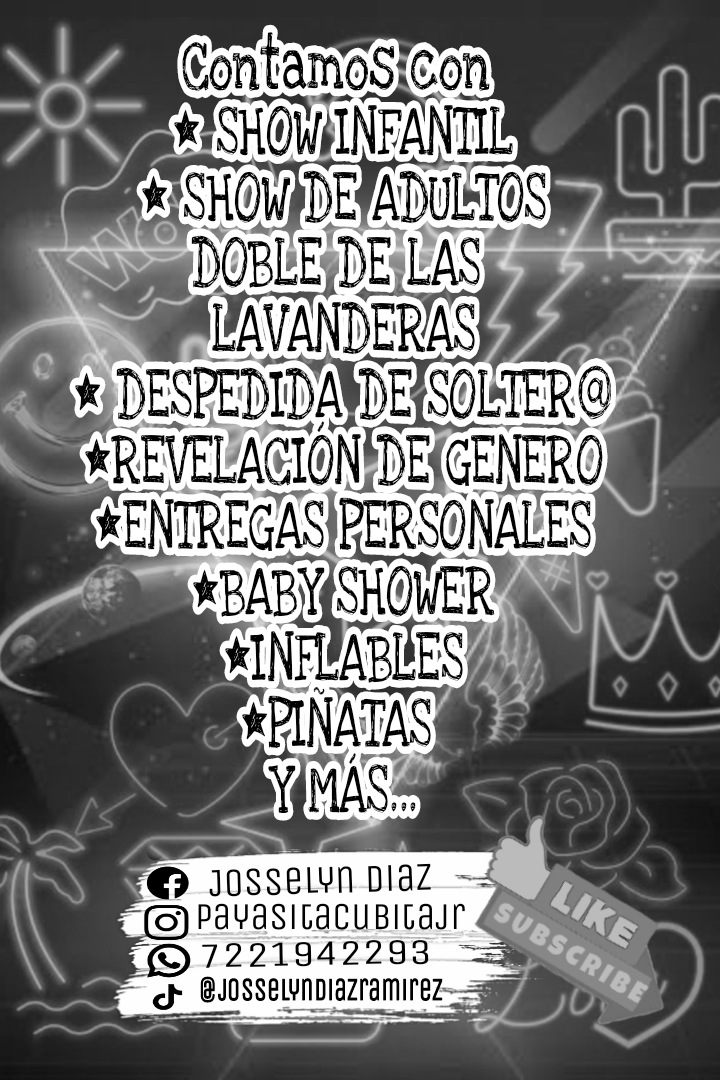 Contamos con
★ SHOW INFANTIL
★ SHOW DE ADULTOS
DOBLE DE LAS
LAVANDERAS
★ DESPEDIDA DE SOLTER@
★REVELACIÓN DE GENERO
★ENTREGAS PERSONALES
★BABY SHOWER
★INFLABLES
★PIÑATAS
Y MÁS...
Josselyn Diaz
payasitacubitajr
7221942293
@josselyndiazramirez
LIKE
SUBSCRIBE